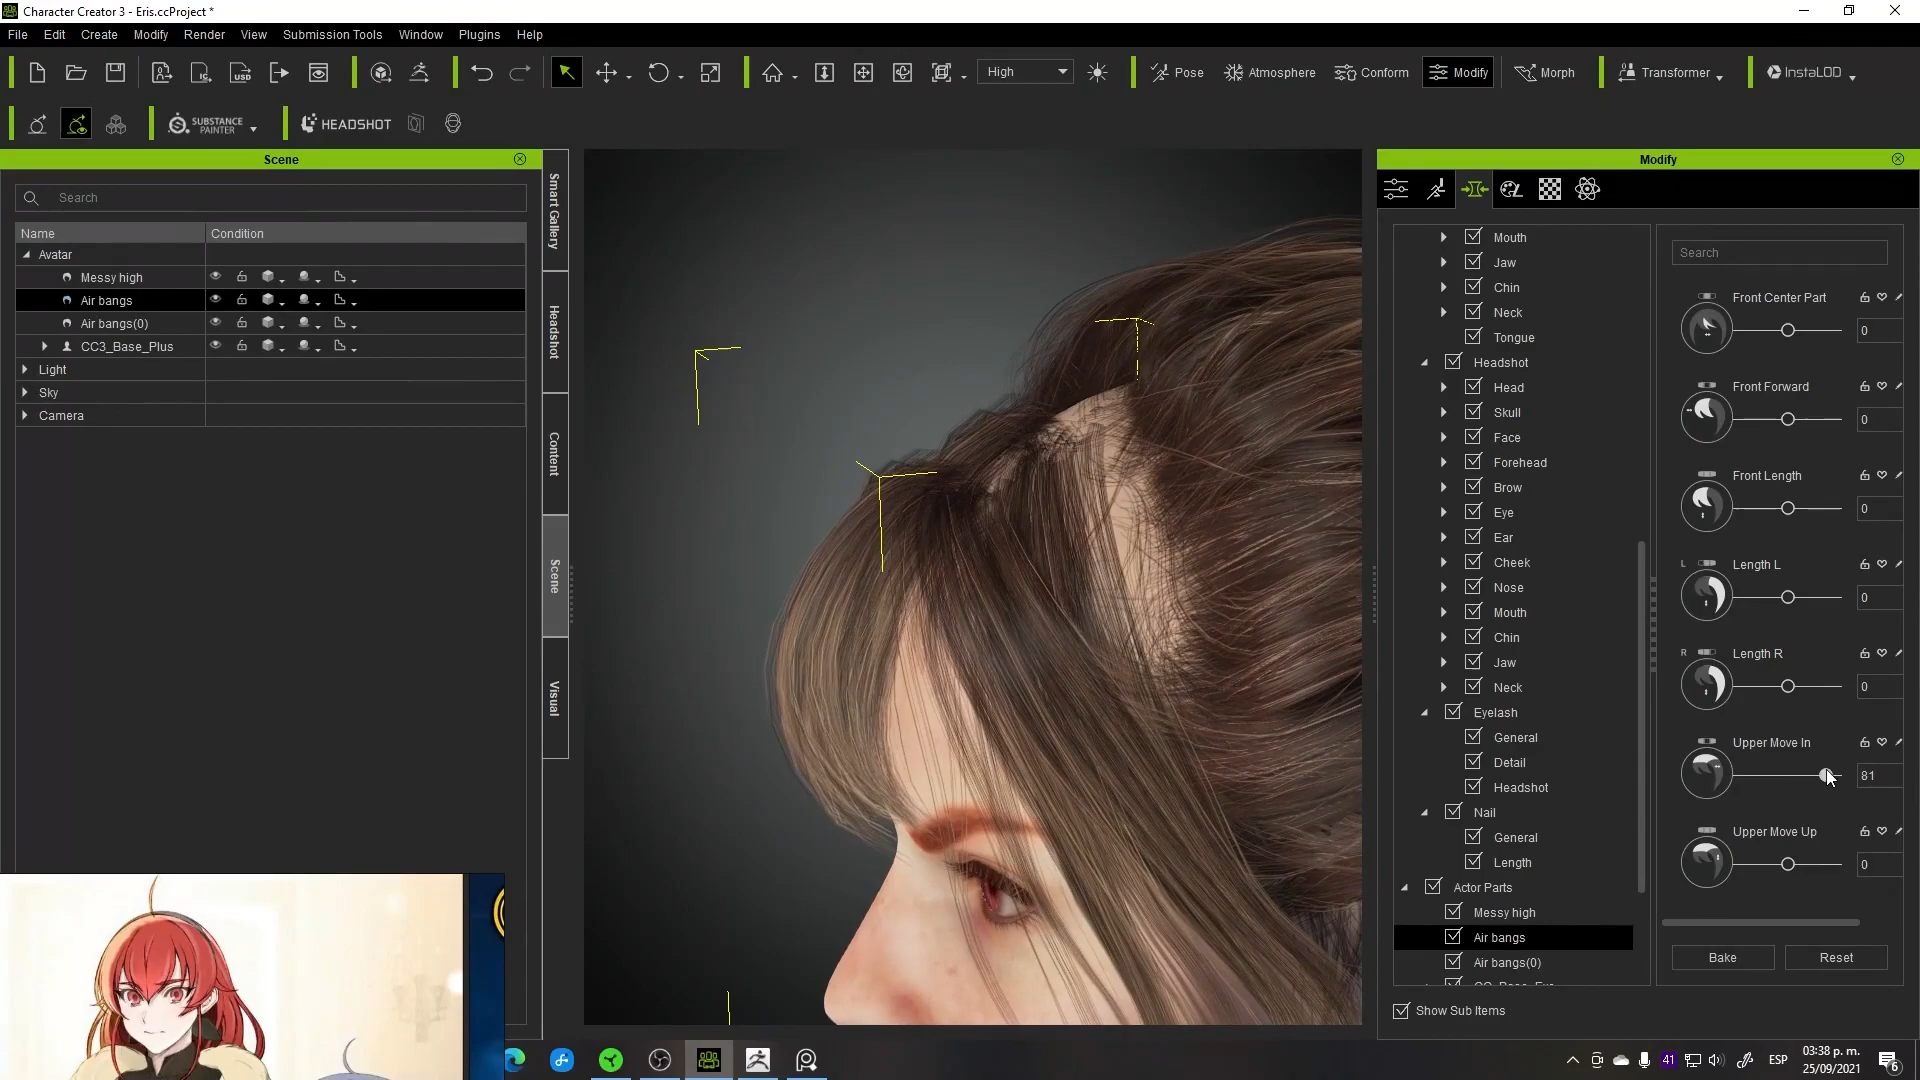 Character Creator 3 - Eris.ccProject *
File Edit Create Modify Render View Submission Tools Window Plugins Help
High Pose Atmosphere Conform Modify Morph Transformer InstaLOD
SUBSTANCE PAINTER HEADSHOT
Scene
Search
Name Condition
Avatar
Messy high
Air bangs
Air bangs(0)
CC3_Base_Plus
Light
Sky
Camera
Smart Gallery
Headshot
Content
Scene
Visual
Modify
Mouth
Jaw
Chin
Neck
Tongue
Headshot
Head
Skull
Face
Forehead
Brow
Eye
Ear
Cheek
Nose
Mouth
Chin
Jaw
Neck
Eyelash
General
Detail
Headshot
Nail
General
Length
Actor Parts
Messy high
Air bangs
Air bangs(0)
Show Sub Items
Search
Front Center Part
0
Front Forward
0
Front Length
0
L Length L
0
R Length R
0
Upper Move In
81
Upper Move Up
0
Bake Reset
41 ESP 03:38 p. m.
25/09/2021
6